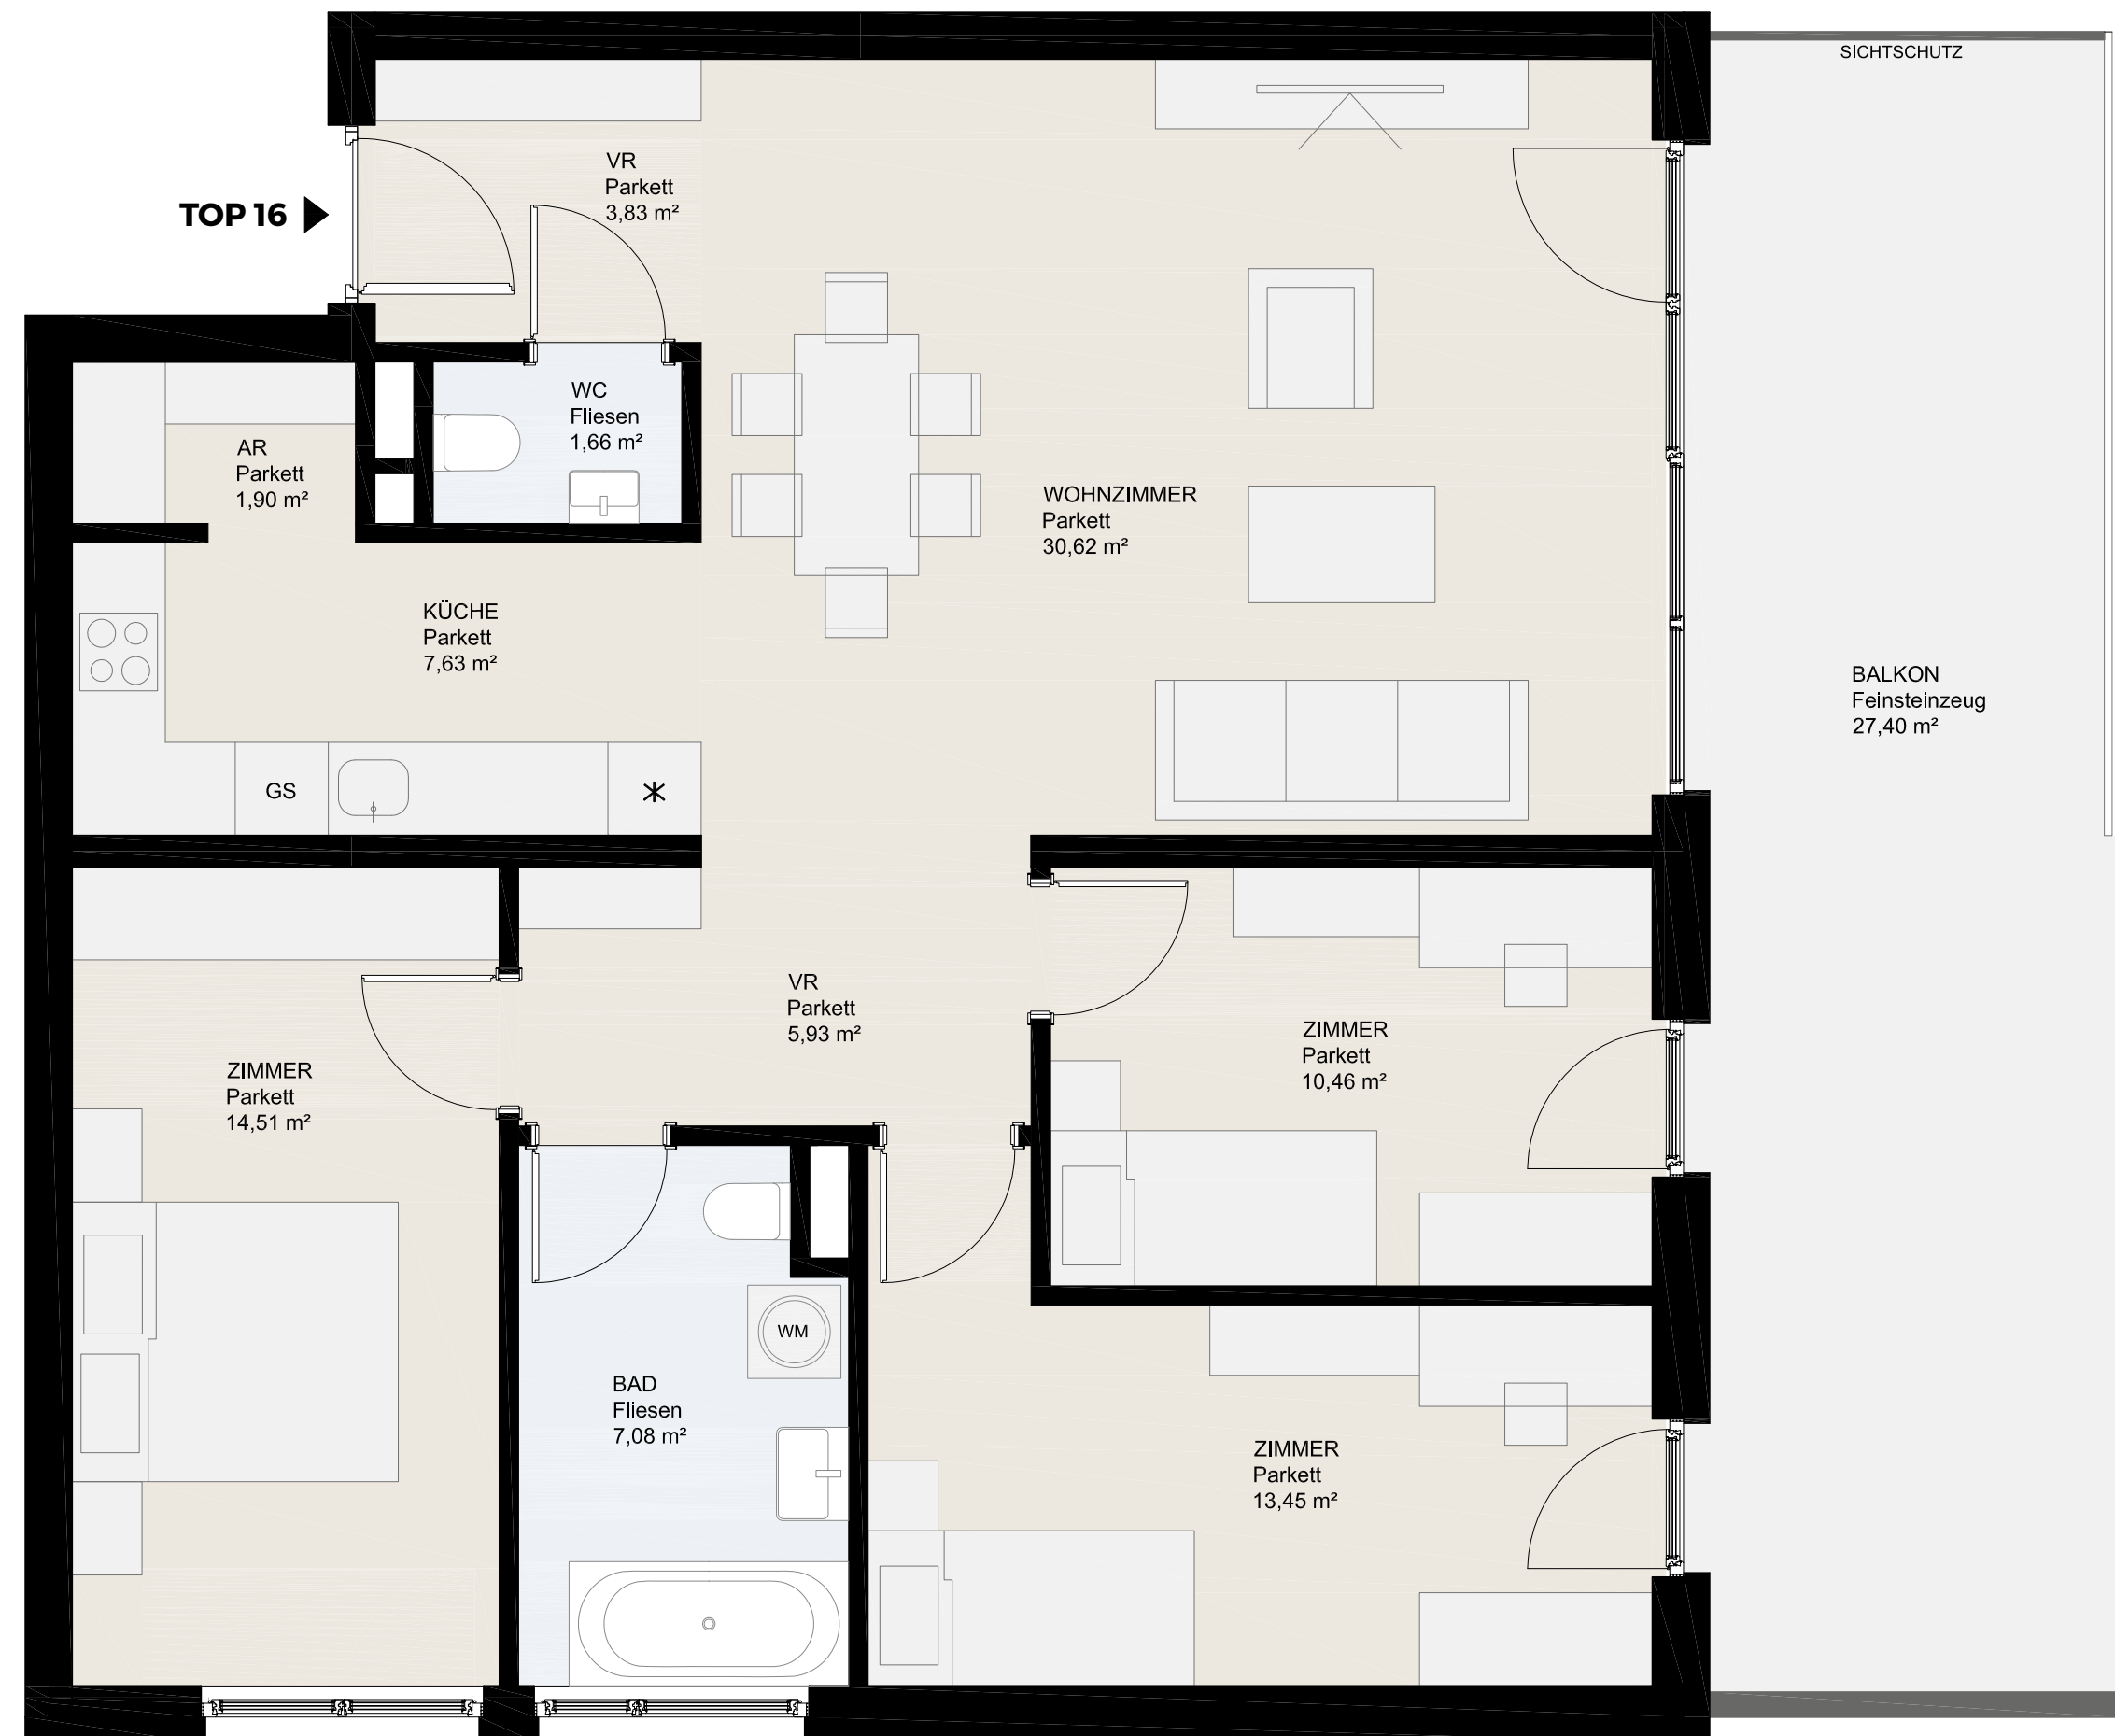 SICHTSCHUTZ
VR
Parkett
3,83 m²
TOP 16
WC
Fliesen
1,66 m²
AR
Parkett
1,90 m²
WOHNZIMMER
Parkett
30,62 m²
KÜCHE
Parkett
7,63 m²
BALKON
Feinsteinzeug
27,40 m²
GS
VR
Parkett
5,93 m²
ZIMMER
Parkett
10,46 m²
ZIMMER
Parkett
14,51 m²
WM
BAD
Fliesen
7,08 m²
ZIMMER
Parkett
13,45 m²